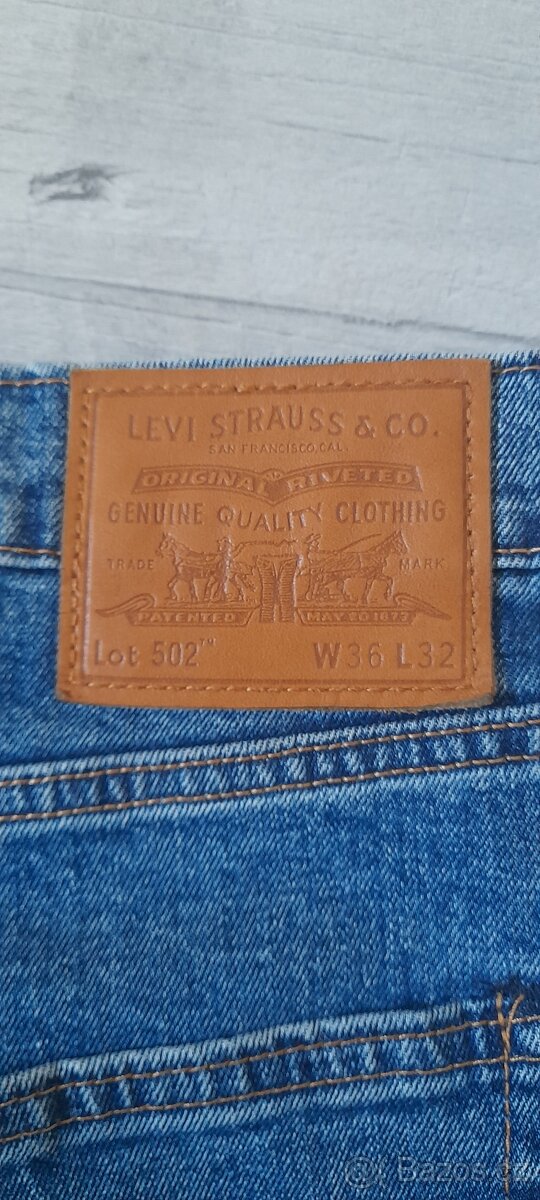 LEVI STRAUSS & CO.
SAN FRANCISCO, CAL.
ORIGINAL RIVETED
GENUINE QUALITY CLOTHING
TRADE MARK
PATENTED MAY 20 1873
Lot 502™ W36 L32
Bazoš.cz